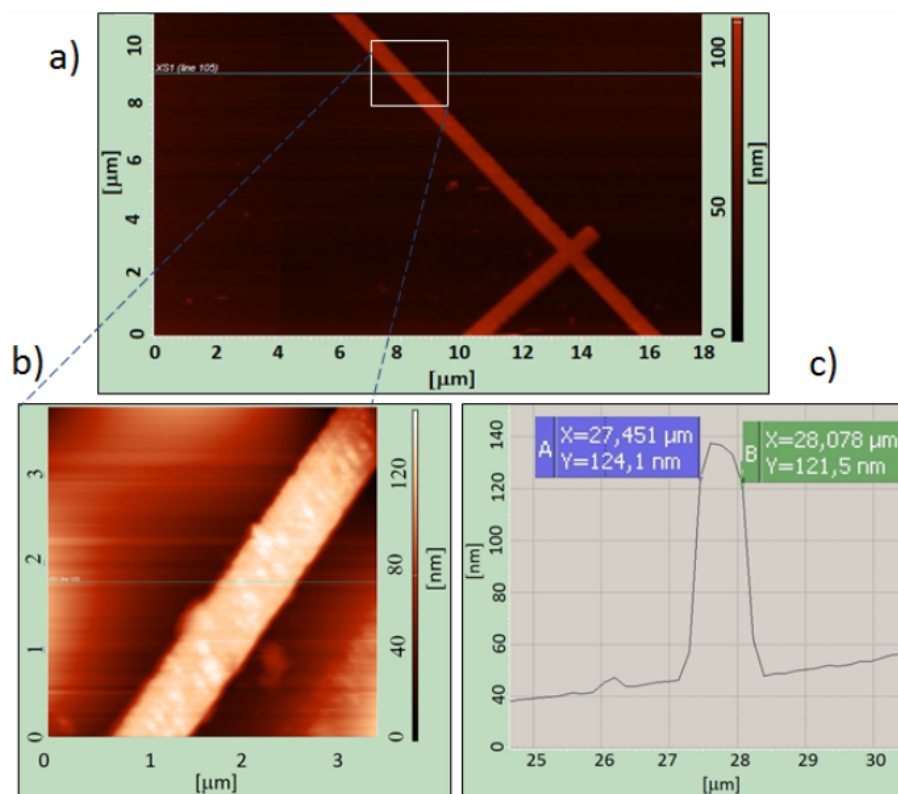 a)
10
8
6
4
2
0
[µm]
XS1 (line 105)
0 2 4 6 8 10 12 14 16 18
[µm]
100
50
0
[nm]
b)
3
2
1
0
1 2 3
[µm]
120
80
40
0
[nm]
c)
A X=27,451 µm
Y=124,1 nm
B X=28,078 µm
Y=121,5 nm
140
120
100
80
60
40
0
[nm]
25 26 27 28 29 30
[µm]